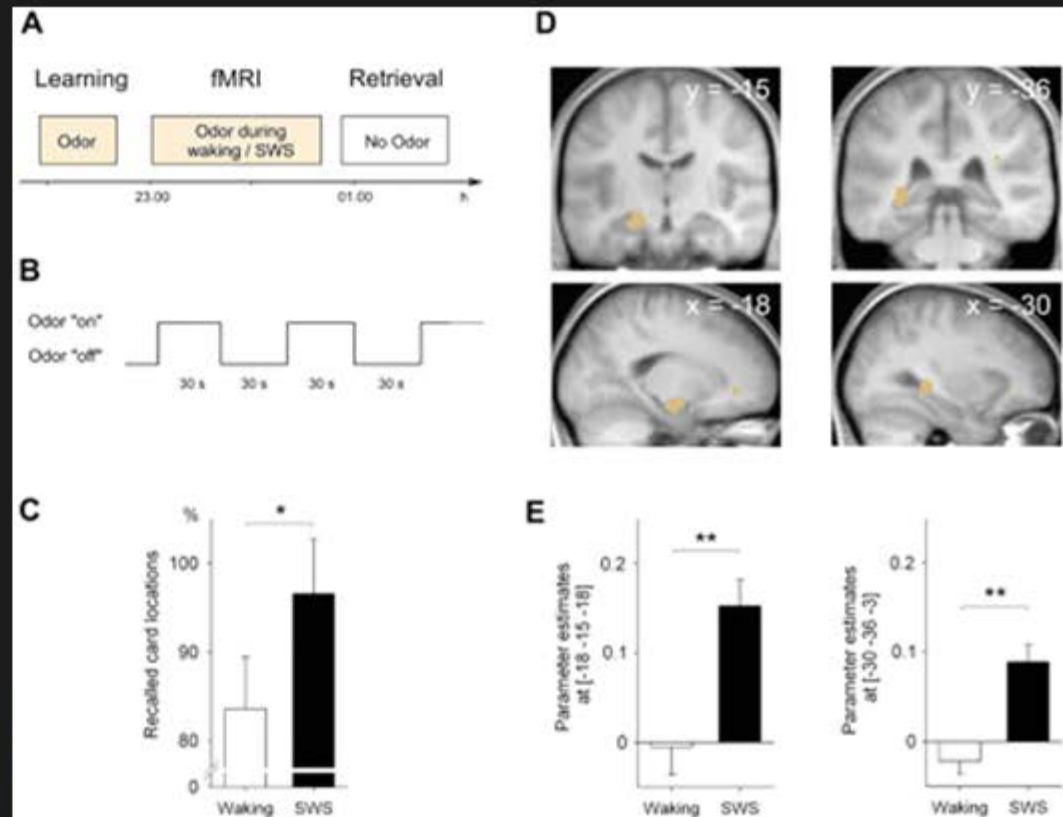 A
Learning
fMRI
Retrieval
Odor
Odor during
waking / SWS
No Odor
23.00
01.00
B
Odor "on"
Odor "off"
30 s
30 s
30 s
30 s
C
%
*
100
90
80
0
Recalled card locations
Waking
SWS
D
y = -15
y = -36
x = -18
x = -30
E
**
0.2
0.1
0
Parameter estimates
at [-18 -15 -18]
Waking
SWS
**
0.2
0.1
0
Parameter estimates
at [-30 -36 -3]
Waking
SWS